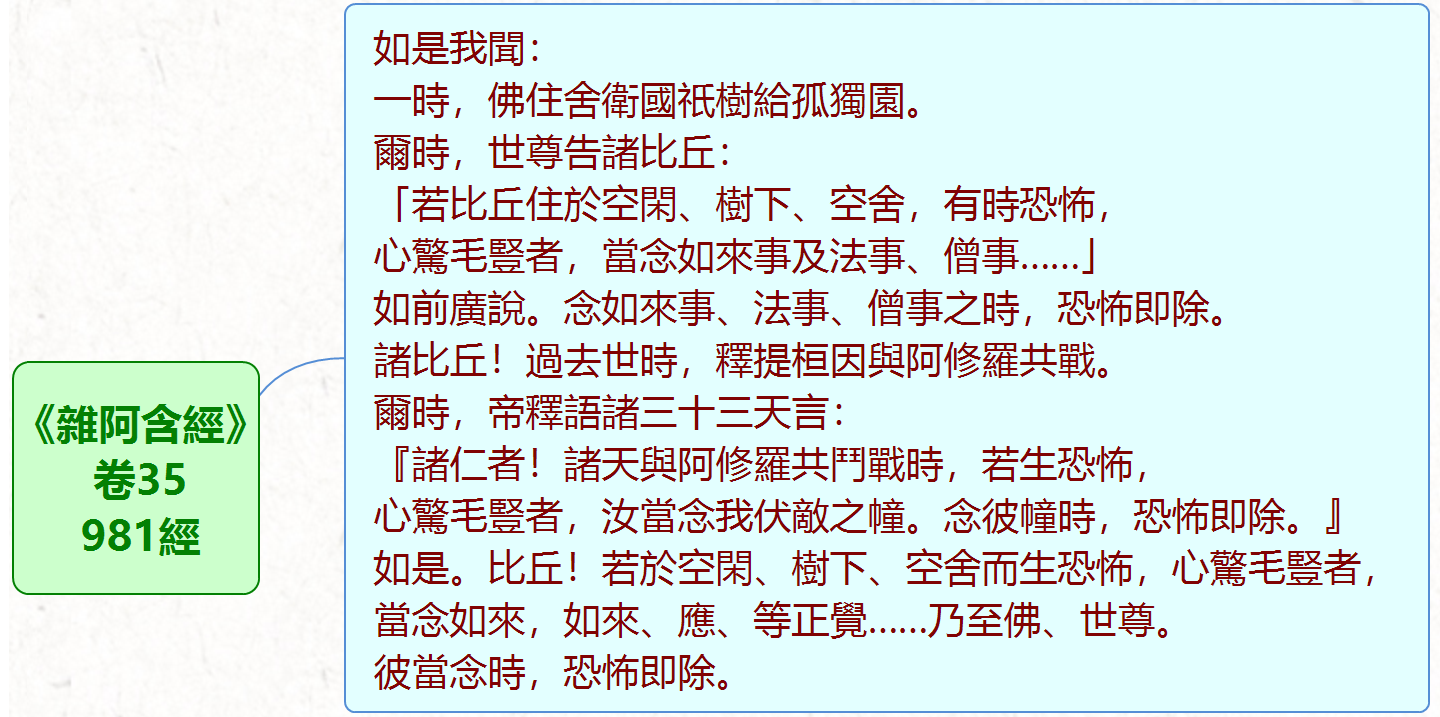 《雜阿含經》
卷35
981經
如是我聞：
一時，佛住舍衛國祇樹給孤獨園。
爾時，世尊告諸比丘：
「若比丘住於空閑、樹下、空舍，有時恐怖，
心驚毛豎者，當念如來事及法事、僧事……」
如前廣說。念如來事、法事、僧事之時，恐怖即除。
諸比丘！過去世時，釋提桓因與阿修羅共戰。
爾時，帝釋語諸三十三天言：
『諸仁者！諸天與阿修羅共鬥戰時，若生恐怖，
心驚毛豎者，汝當念我伏敵之幢。念彼幢時，恐怖即除。』
如是。比丘！若於空閑、樹下、空舍而生恐怖，心驚毛豎者，
當念如來，如來、應、等正覺……乃至佛、世尊。
彼當念時，恐怖即除。